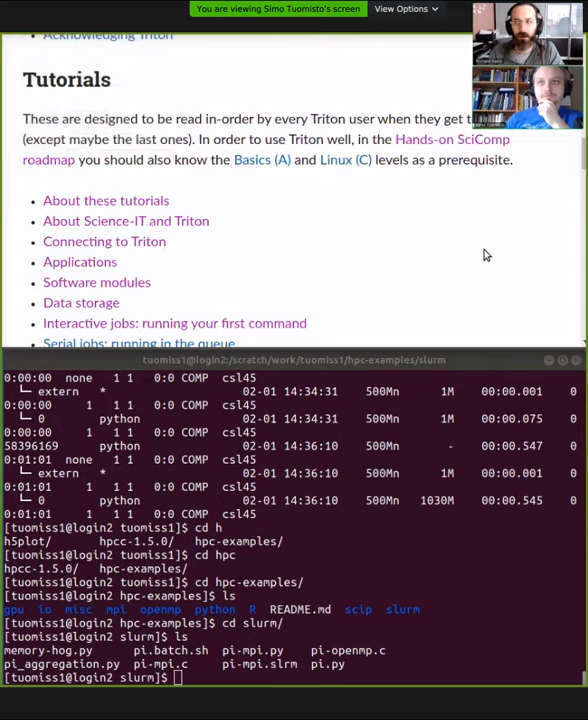 You are viewing Simo Tuomisto's screen View Options
Acknowledging Triton
Tutorials
These are designed to be read in-order by every Triton user when they get t
(except maybe the last ones). In order to use Triton well, in the Hands-on SciComp
roadmap you should also know the Basics (A) and Linux (C) levels as a prerequisite.
About these tutorials
About Science-IT and Triton
Connecting to Triton
Applications
Software modules
Data storage
Interactive jobs: running your first command
Serial jobs: running in the queue
tuomiss1@login2:/scratch/work/tuomiss1/hpc-examples/slurm
0:00:00 none 1 1 0:0 COMP csl45
└─ extern * 02-01 14:34:31 500Mn 1M 00:00.001
0:00:00 1 1 0:0 COMP csl45
└─ 0 python 02-01 14:34:31 500Mn 1M 00:00.075
0:00:00 1 1 1 0:0 COMP csl45
58396169 02-01 14:36:10 500Mn - 00:00.547
0:01:01 none 1 1 0:0 COMP csl45
└─ extern * 02-01 14:36:10 500Mn 1M 00:00.001
0:01:01 1 1 1 0:0 COMP csl45
└─ 0 python 02-01 14:36:10 500Mn 1030M 00:00.545
0:01:01 1 1 1 0:0 COMP csl45
[tuomiss1@login2 tuomiss1]$ cd h
h5plot/ hpcc-1.5.0/ hpc-examples/
[tuomiss1@login2 tuomiss1]$ cd hpc
hpcc-1.5.0/ hpc-examples/
[tuomiss1@login2 tuomiss1]$ cd hpc-examples/
[tuomiss1@login2 hpc-examples]$ ls
gpu io misc mpi openmp python R README.md scip slurm
[tuomiss1@login2 hpc-examples]$ cd slurm/
[tuomiss1@login2 slurm]$ ls
memory-hog.py pi.batch.sh pi-mpi.py pi-openmp.c
pi_aggregation.py pi-mpi.c pi-mpi.slrm pi.py
[tuomiss1@login2 slurm]$